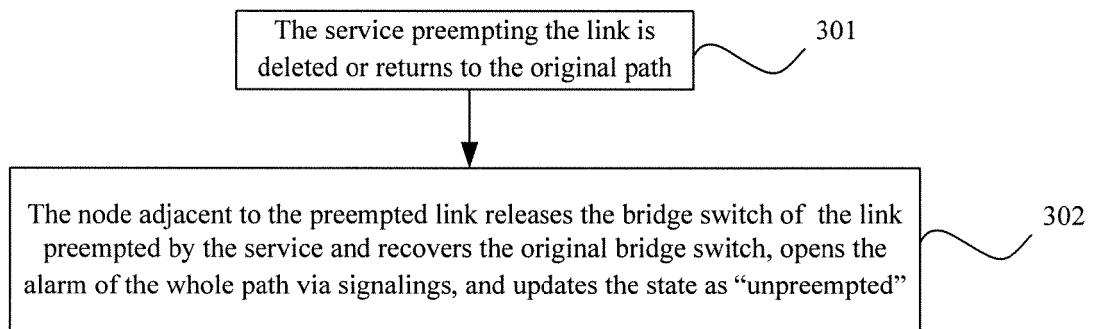 The service preempting the link is
deleted or returns to the original path
301
The node adjacent to the preempted link releases the bridge switch of the link
preempted by the service and recovers the original bridge switch, opens the
alarm of the whole path via signalings, and updates the state as “unpreempted”
302